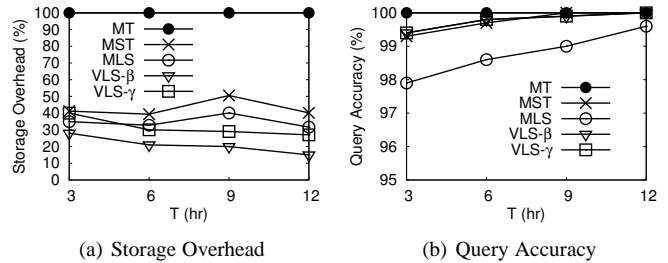 Storage Overhead (%)
100
90
80
70
60
50
40
30
20
10
0
MT
MST
MLS
VLS-β
VLS-γ
3
6
9
12
T (hr)
(a) Storage Overhead
Query Accuracy (%)
100
99
98
97
96
95
MT
MST
MLS
VLS-β
VLS-γ
3
6
9
12
T (hr)
(b) Query Accuracy